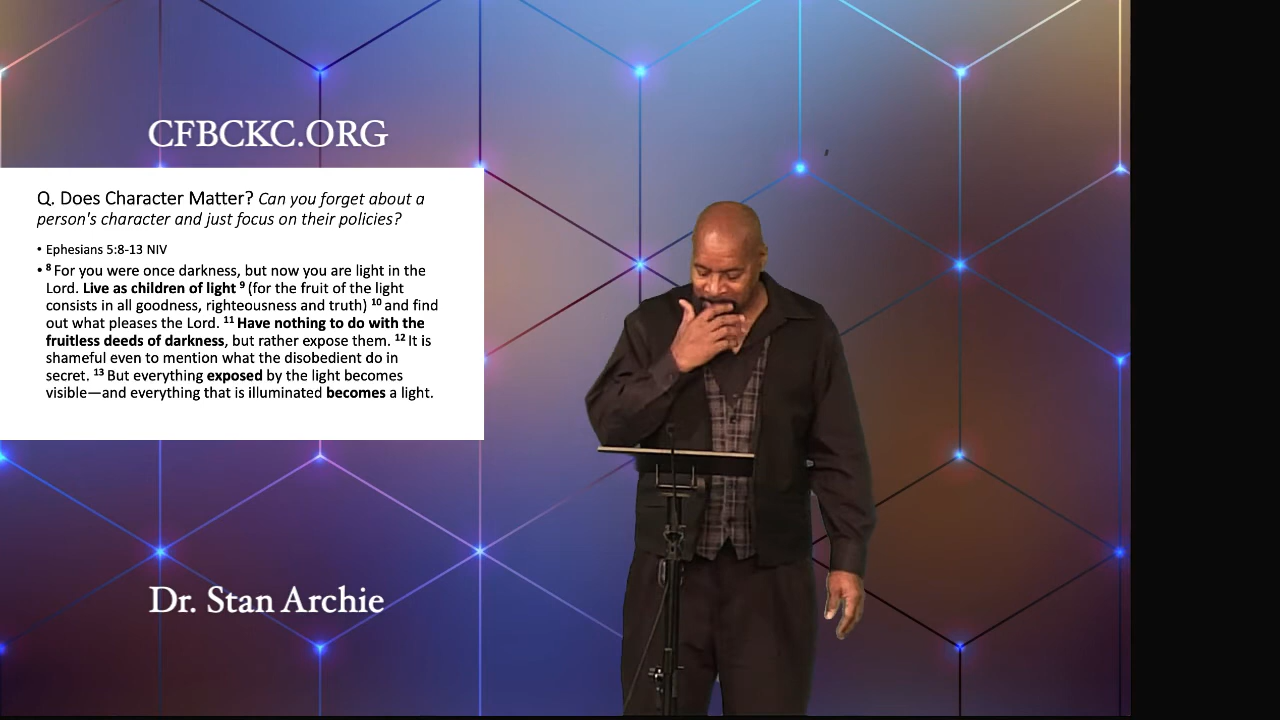 CFBCKC.ORG
Q. Does Character Matter? Can you forget about a
person's character and just focus on their policies?
• Ephesians 5:8-13 NIV
• 8 For you were once darkness, but now you are light in the
Lord. Live as children of light 9 (for the fruit of the light
consists in all goodness, righteousness and truth) 10 and find
out what pleases the Lord. 11 Have nothing to do with the
fruitless deeds of darkness, but rather expose them. 12 It is
shameful even to mention what the disobedient do in
secret. 13 But everything exposed by the light becomes
visible—and everything that is illuminated becomes a light.
Dr. Stan Archie